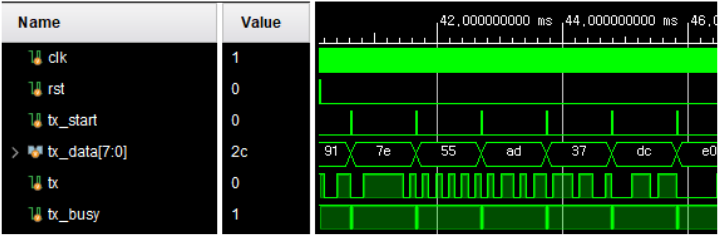 Name Value 42.000000000 ms 44.000000000 ms 46.0
clk 1
rst 0
tx_start 0
> tx_data[7:0] 2c 91 7e 55 ad 37 dc e0
tx 0
tx_busy 1